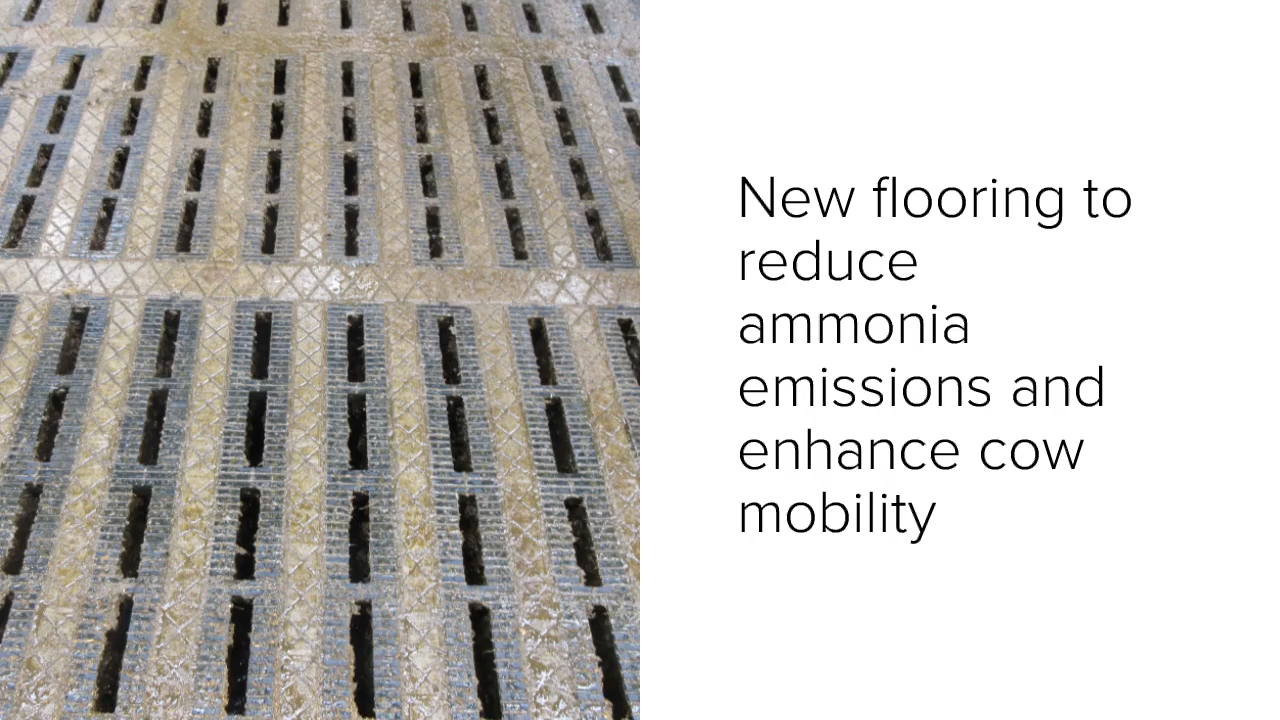 New flooring to
reduce
ammonia
emissions and
enhance cow
mobility